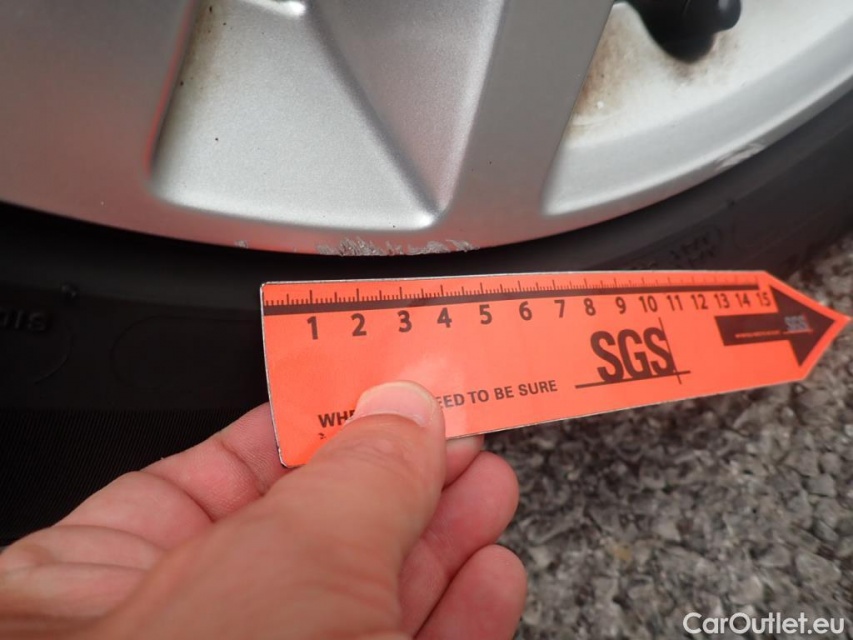 1 2 3 4 5 6 7 8 9 10 11 12 13 14 15
SGS
SGS
EED TO BE SURE
WHE
CarOutlet.eu